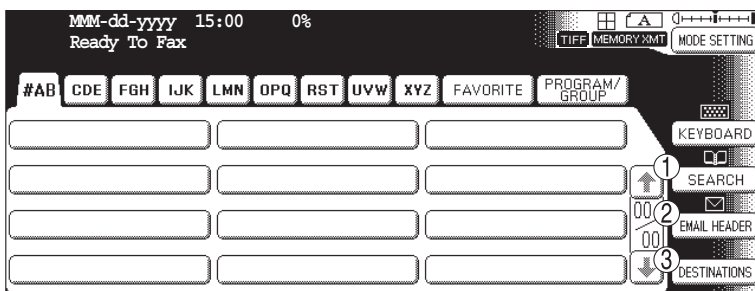 MMM-dd-yyyy 15:00 0%
Ready To Fax
A
TIFF MEMORY XMT MODE SETTING
#AB CDE FGH IJK LMN OPQ RST UVW XYZ FAVORITE PROGRAM/
GROUP
KEYBOARD
1 SEARCH
00 2 EMAIL HEADER
00
3 DESTINATIONS